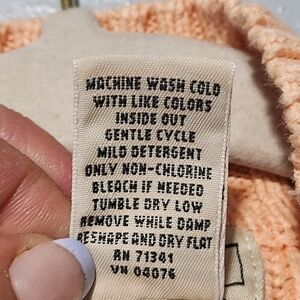 MACHINE WASH COLD
WITH LIKE COLORS
INSIDE OUT
GENTLE CYCLE
MILD DETERGENT
ONLY NON-CHLORINE
BLEACH IF NEEDED
TUMBLE DRY LOW
REMOVE WHILE DAMP
RESHAPE AND DRY FLAT
RN 71341
VN 04076